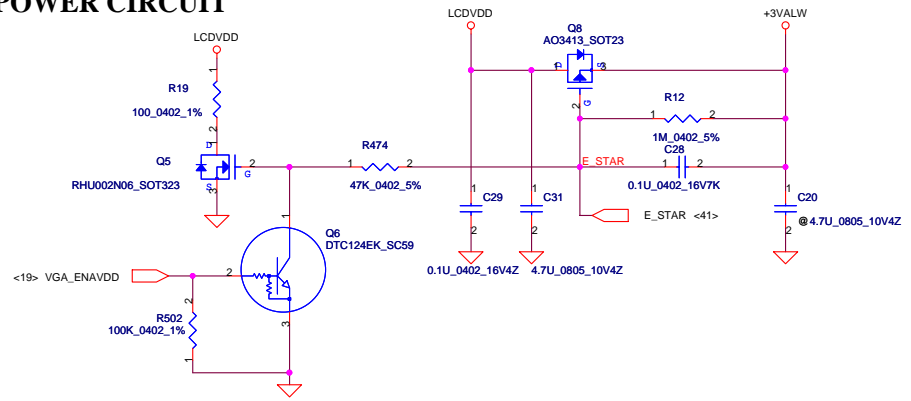 POWER CIRCUIT
LCDVDD
1
R19
100_0402_1%
2
D
Q5
RHU002N06_SOT323
S
3
G
2
R474
1
2
47K_0402_5%
1
Q6
DTC124EK_SC59
2
3
<19> VGA_ENAVDD
2
R502
100K_0402_1%
1
LCDVDD
Q8
AO3413_SOT23
1
D
S
3
2
G
+3VALW
R12
1
2
1M_0402_5%
E_STAR
C28
1
2
0.1U_0402_16V7K
E_STAR <41>
1
C29
2
0.1U_0402_16V4Z
1
C31
2
4.7U_0805_10V4Z
1
C20
@4.7U_0805_10V4Z
2